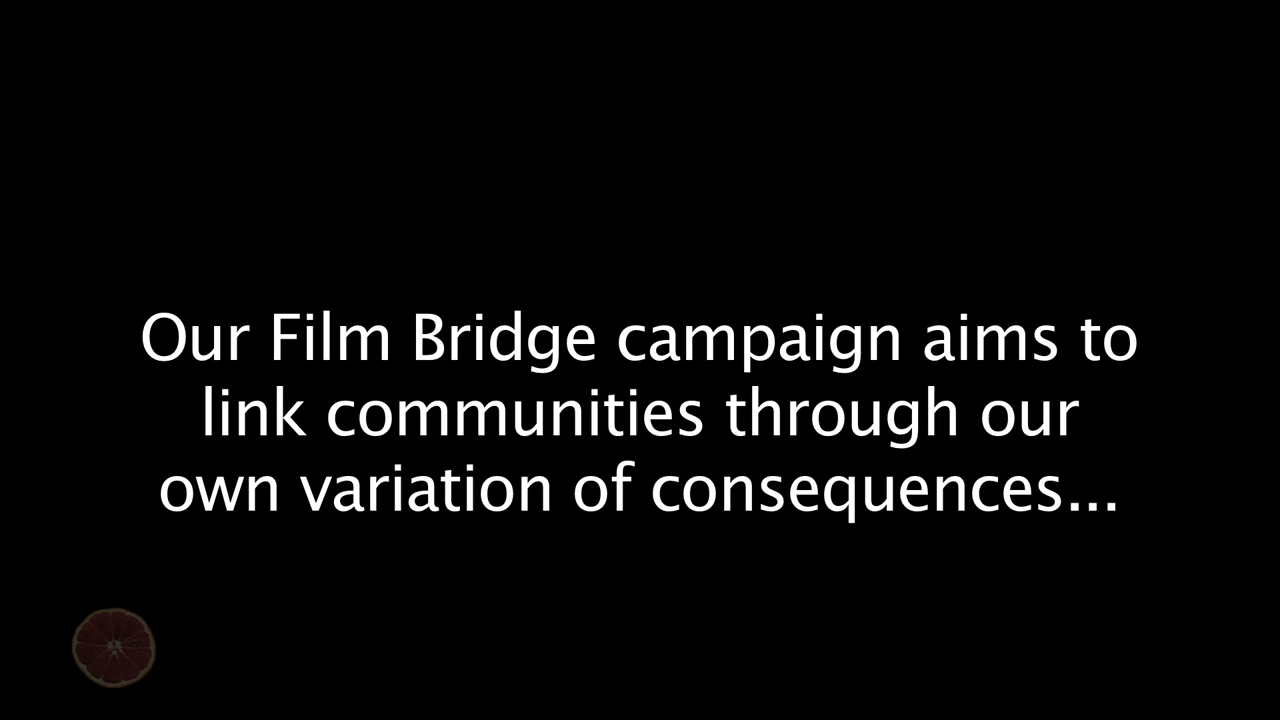 Our Film Bridge campaign aims to
link communities through our
own variation of consequences...